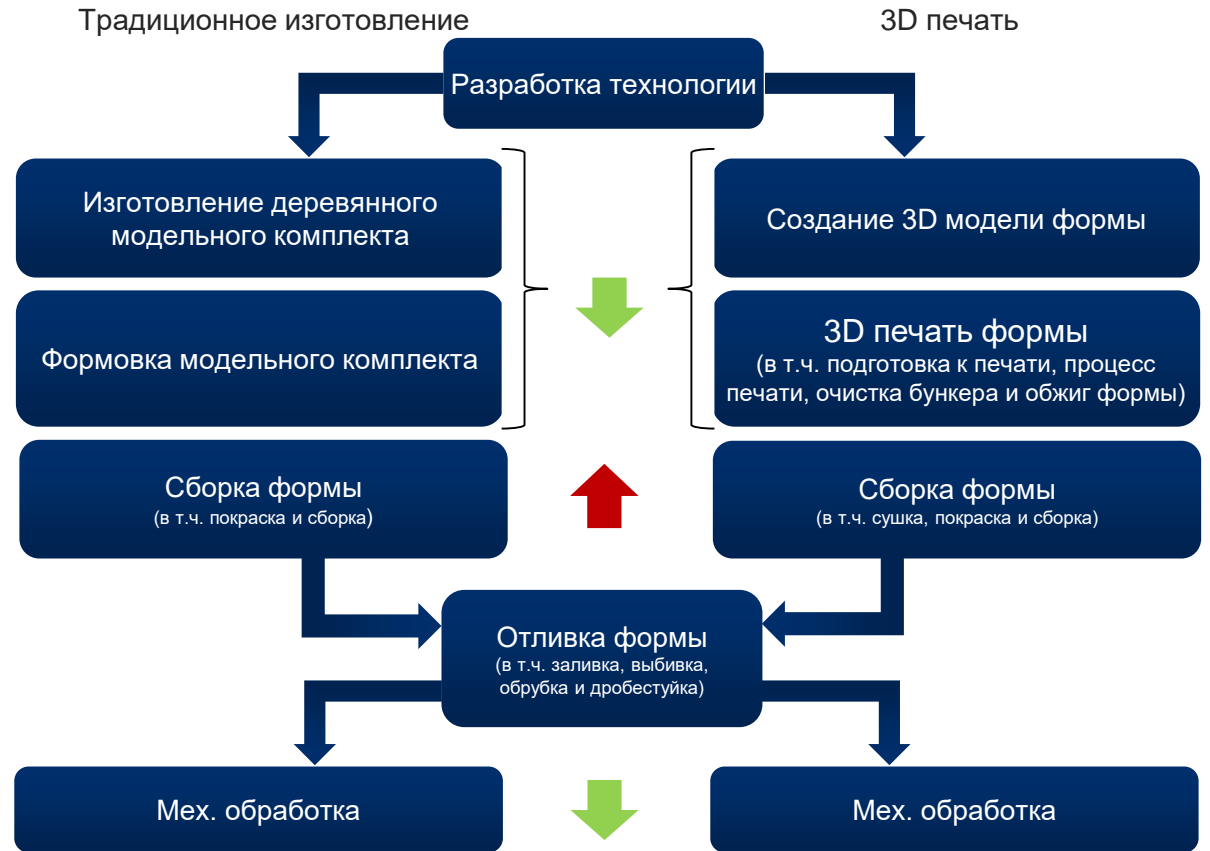 Традиционное изготовление
3D печать
Разработка технологии
Изготовление деревянного
модельного комплекта
Создание 3D модели формы
Формовка модельного комплекта
3D печать формы
(в т.ч. подготовка к печати, процесс
печати, очистка бункера и обжиг формы)
Сборка формы
(в т.ч. покраска и сборка)
Сборка формы
(в т.ч. сушка, покраска и сборка)
Отливка формы
(в т.ч. заливка, выбивка,
обрубка и дробестуйка)
Мех. обработка
Мех. обработка